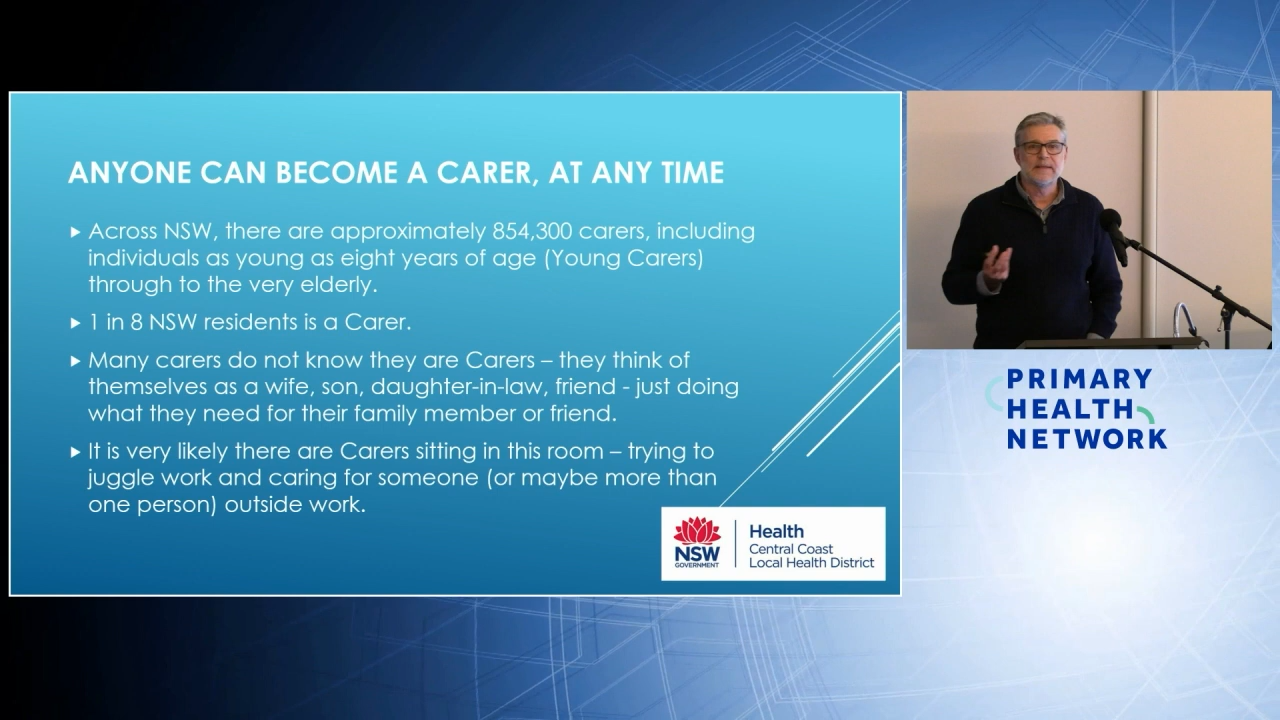 ANYONE CAN BECOME A CARER, AT ANY TIME
Across NSW, there are approximately 854,300 carers, including
individuals as young as eight years of age (Young Carers)
through to the very elderly.
1 in 8 NSW residents is a Carer.
Many carers do not know they are Carers – they think of
themselves as a wife, son, daughter-in-law, friend - just doing
what they need for their family member or friend.
It is very likely there are Carers sitting in this room – trying to
juggle work and caring for someone (or maybe more than
one person) outside work.
NSW
GOVERNMENT
Health
Central Coast
Local Health District
PRIMARY
HEALTH
NETWORK